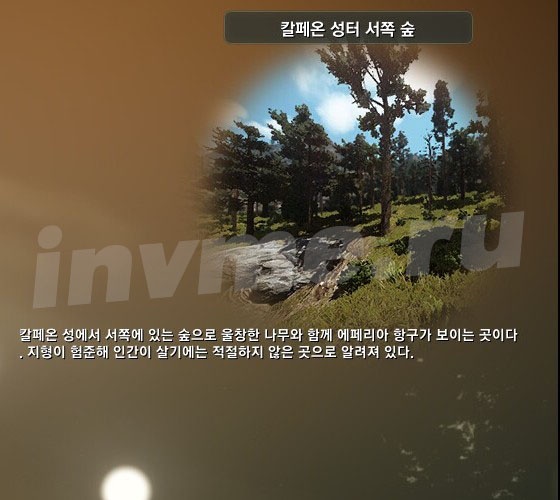 칼페온 성터 서쪽 숲
invme.ru
칼페온 성에서 서쪽에 있는 숲으로 울창한 나무와 함께 에페리아 항구가 보이는 곳이다
. 지형이 험준해 인간이 살기에는 적절하지 않은 곳으로 알려져 있다.